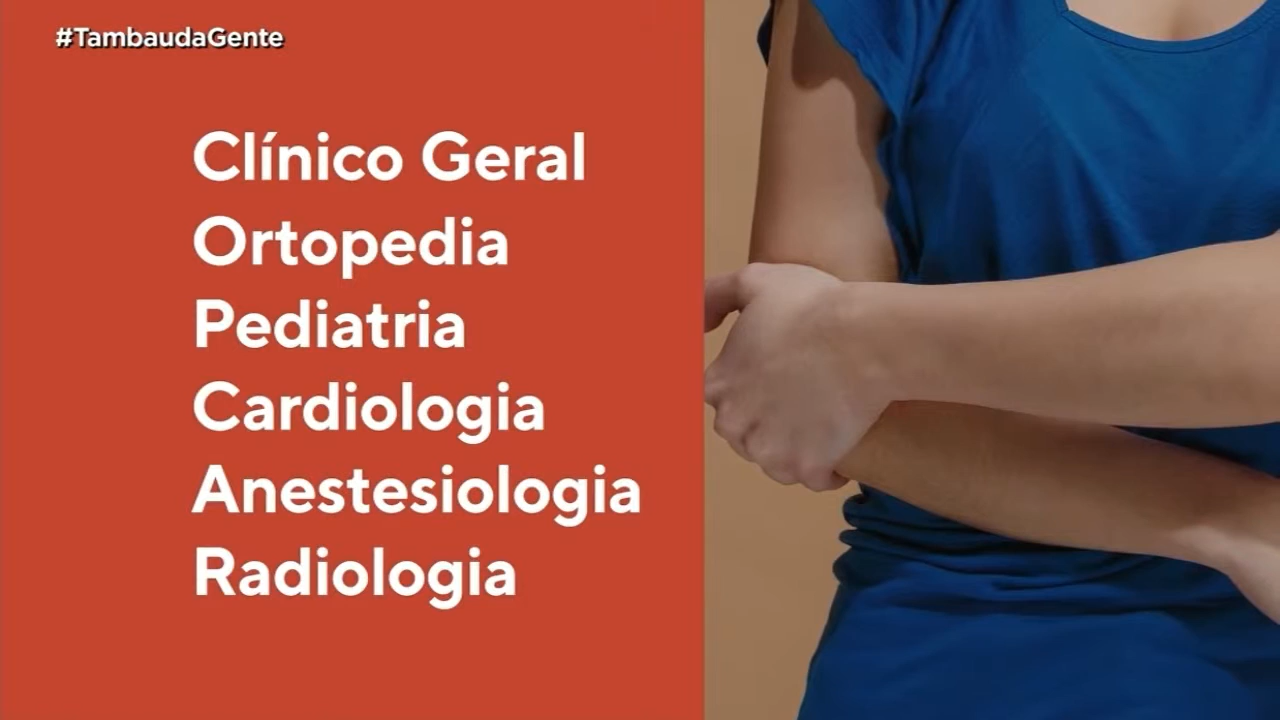 #TambaudaGente
Clínico Geral
Ortopedia
Pediatria
Cardiologia
Anestesiologia
Radiologia